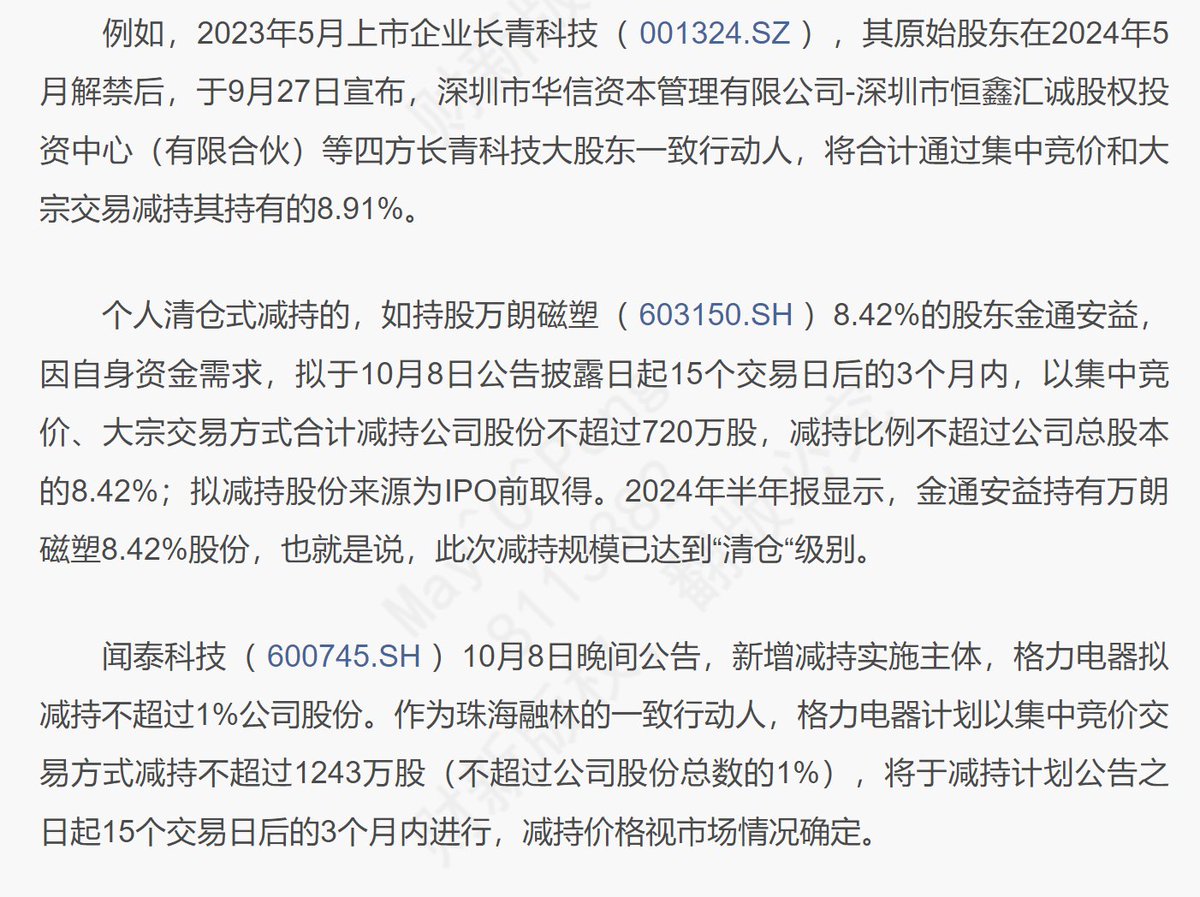 例如，2023年5月上市企业长青科技（ 001324.SZ ），其原始股东在2024年5
月解禁后，于9月27日宣布，深圳市华信资本管理有限公司-深圳市恒鑫汇诚股权投
资中心（有限合伙）等四方长青科技大股东一致行动人，将合计通过集中竞价和大
宗交易减持其持有的8.91%。
个人清仓式减持的，如持股万朗磁塑（ 603150.SH ）8.42%的股东金通安益，
因自身资金需求，拟于10月8日公告披露日起15个交易日后的3个月内，以集中竞
价、大宗交易方式合计减持公司股份不超过720万股，减持比例不超过公司总股本
的8.42%；拟减持股份来源为IPO前取得。2024年半年报显示，金通安益持有万朗
磁塑8.42%股份，也就是说，此次减持规模已达到“清仓“级别。
闻泰科技（ 600745.SH ）10月8日晚间公告，新增减持实施主体，格力电器拟
减持不超过1%公司股份。作为珠海融林的一致行动人，格力电器计划以集中竞价交
易方式减持不超过1243万股（不超过公司股份总数的1%），将于减持计划公告之
日起15个交易日后的3个月内进行，减持价格视市场情况确定。